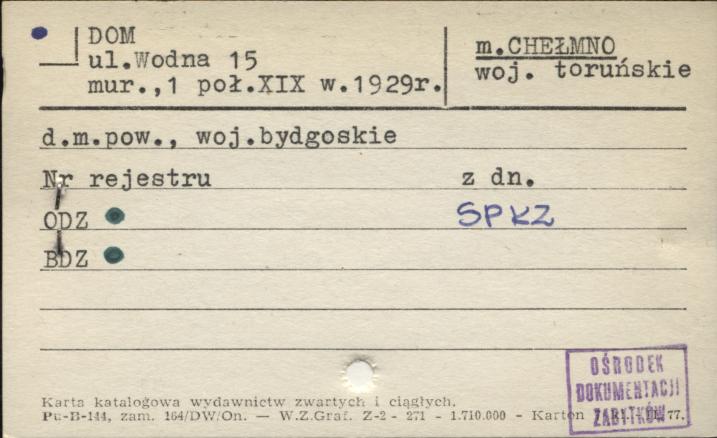 DOM
ul.Wodna 15
mur.,1 poł.XIX w.1929r.
m.CHEŁMNO
woj. toruńskie
d.m.pow., woj.bydgoskie
Nr rejestru z dn.
ODZ SPKZ
BDZ
OŚRODEK
DOKUMENTACJI
ZABYTKÓW
Karta katalogowa wydawnictw zwartych i ciągłych.
Pu-B-144, zam. 164/DW/On. — W.Z.Graf. Z-2 - 271 - 1.710.000 - Karton 77.